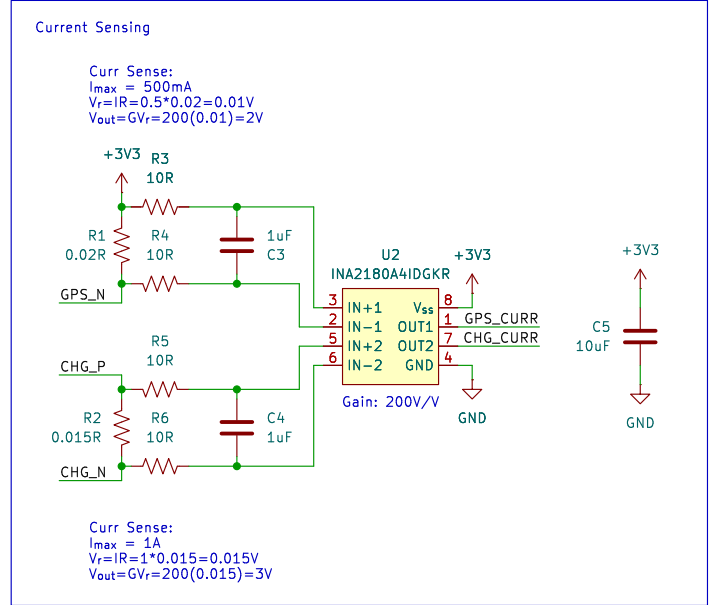 Current Sensing
Curr Sense:
Imax = 500mA
Vr=IR=0.5*0.02=0.01V
Vout=GVr=200(0.01)=2V
+3V3
R3
10R
R1
0.02R
R4
10R
1uF
C3
GPS_N
U2
INA2180A4IDGKR
+3V3
3 IN+1 Vss 8
2 IN-1 OUT1 1 GPS_CURR
5 IN+2 OUT2 7 CHG_CURR
6 IN-2 GND 4
Gain: 200V/V
GND
+3V3
C5
10uF
GND
R5
10R
CHG_P
R2
0.015R
R6
10R
C4
1uF
CHG_N
Curr Sense:
Imax = 1A
Vr=IR=1*0.015=0.015V
Vout=GVr=200(0.015)=3V